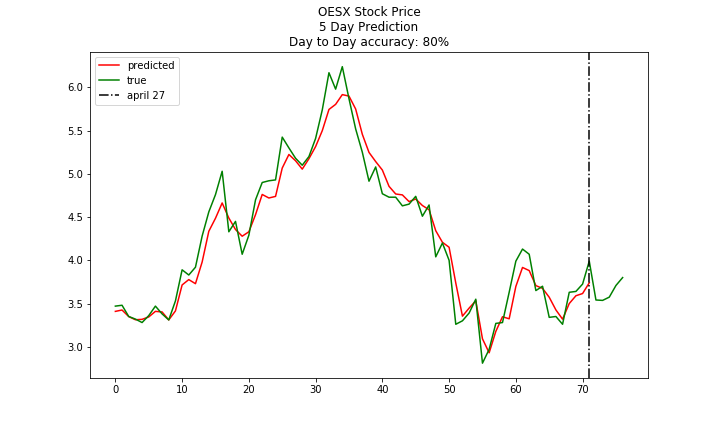 OESX Stock Price
5 Day Prediction
Day to Day accuracy: 80%
predicted
true
april 27
6.0
5.5
5.0
4.5
4.0
3.5
3.0
0 10 20 30 40 50 60 70